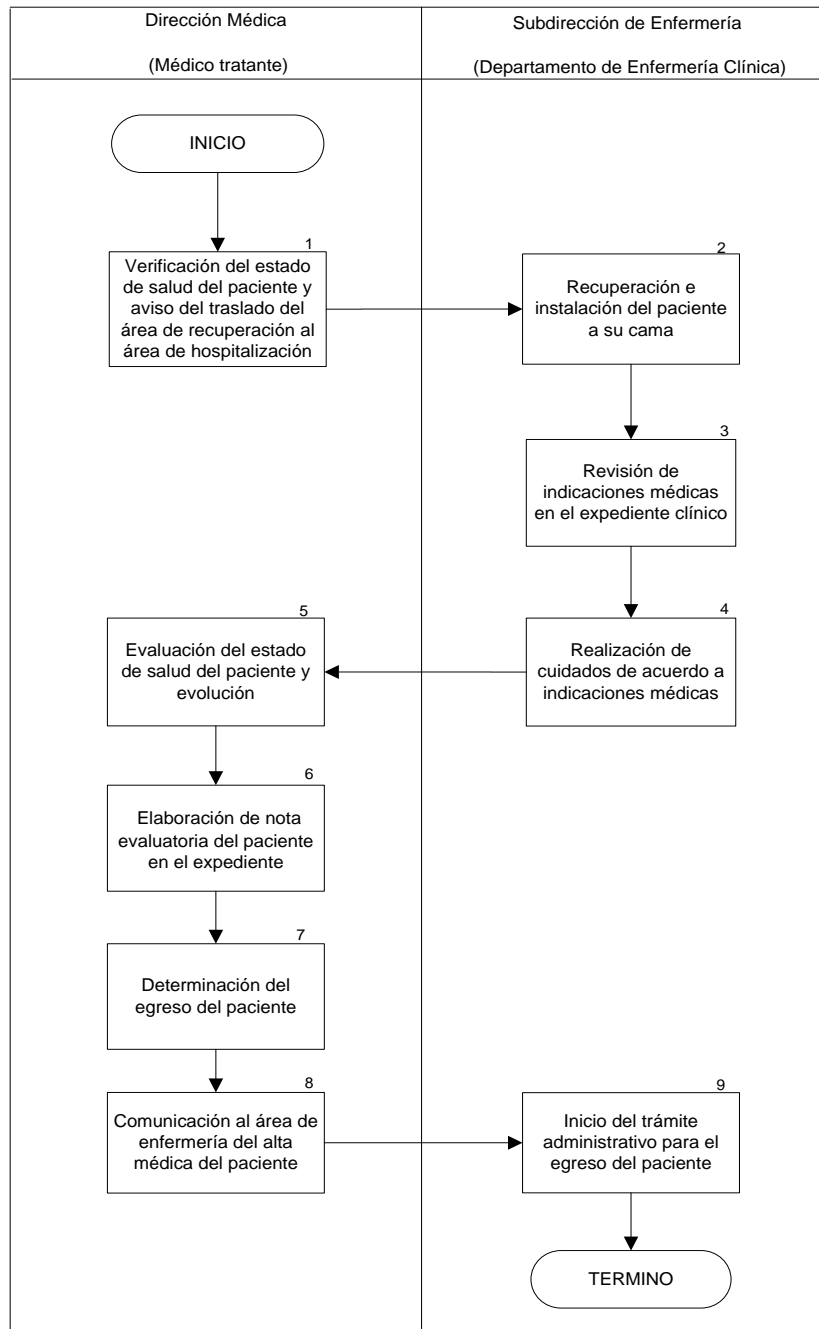 Dirección Médica
(Médico tratante)
Subdirección de Enfermería
(Departamento de Enfermería Clínica)
INICIO
1
Verificación del estado
de salud del paciente y
aviso del traslado del
área de recuperación al
área de hospitalización
2
Recuperación e
instalación del paciente
a su cama
3
Revisión de
indicaciones médicas
en el expediente clínico
4
Realización de
cuidados de acuerdo a
indicaciones médicas
5
Evaluación del estado
de salud del paciente y
evolución
6
Elaboración de nota
evaluatoria del paciente
en el expediente
7
Determinación del
egreso del paciente
8
Comunicación al área de
enfermería del alta
médica del paciente
9
Inicio del trámite
administrativo para el
egreso del paciente
TERMINO